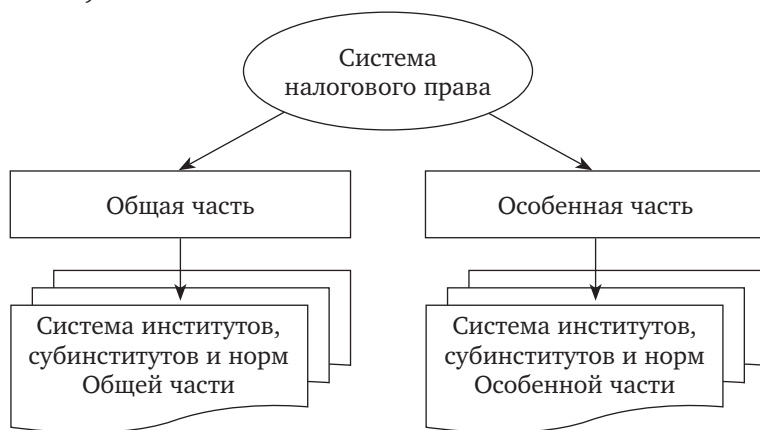 Система
налогового права
Общая часть
Особенная часть
Система институтов,
субинститутов и норм
Общей части
Система институтов,
субинститутов и норм
Особенной части